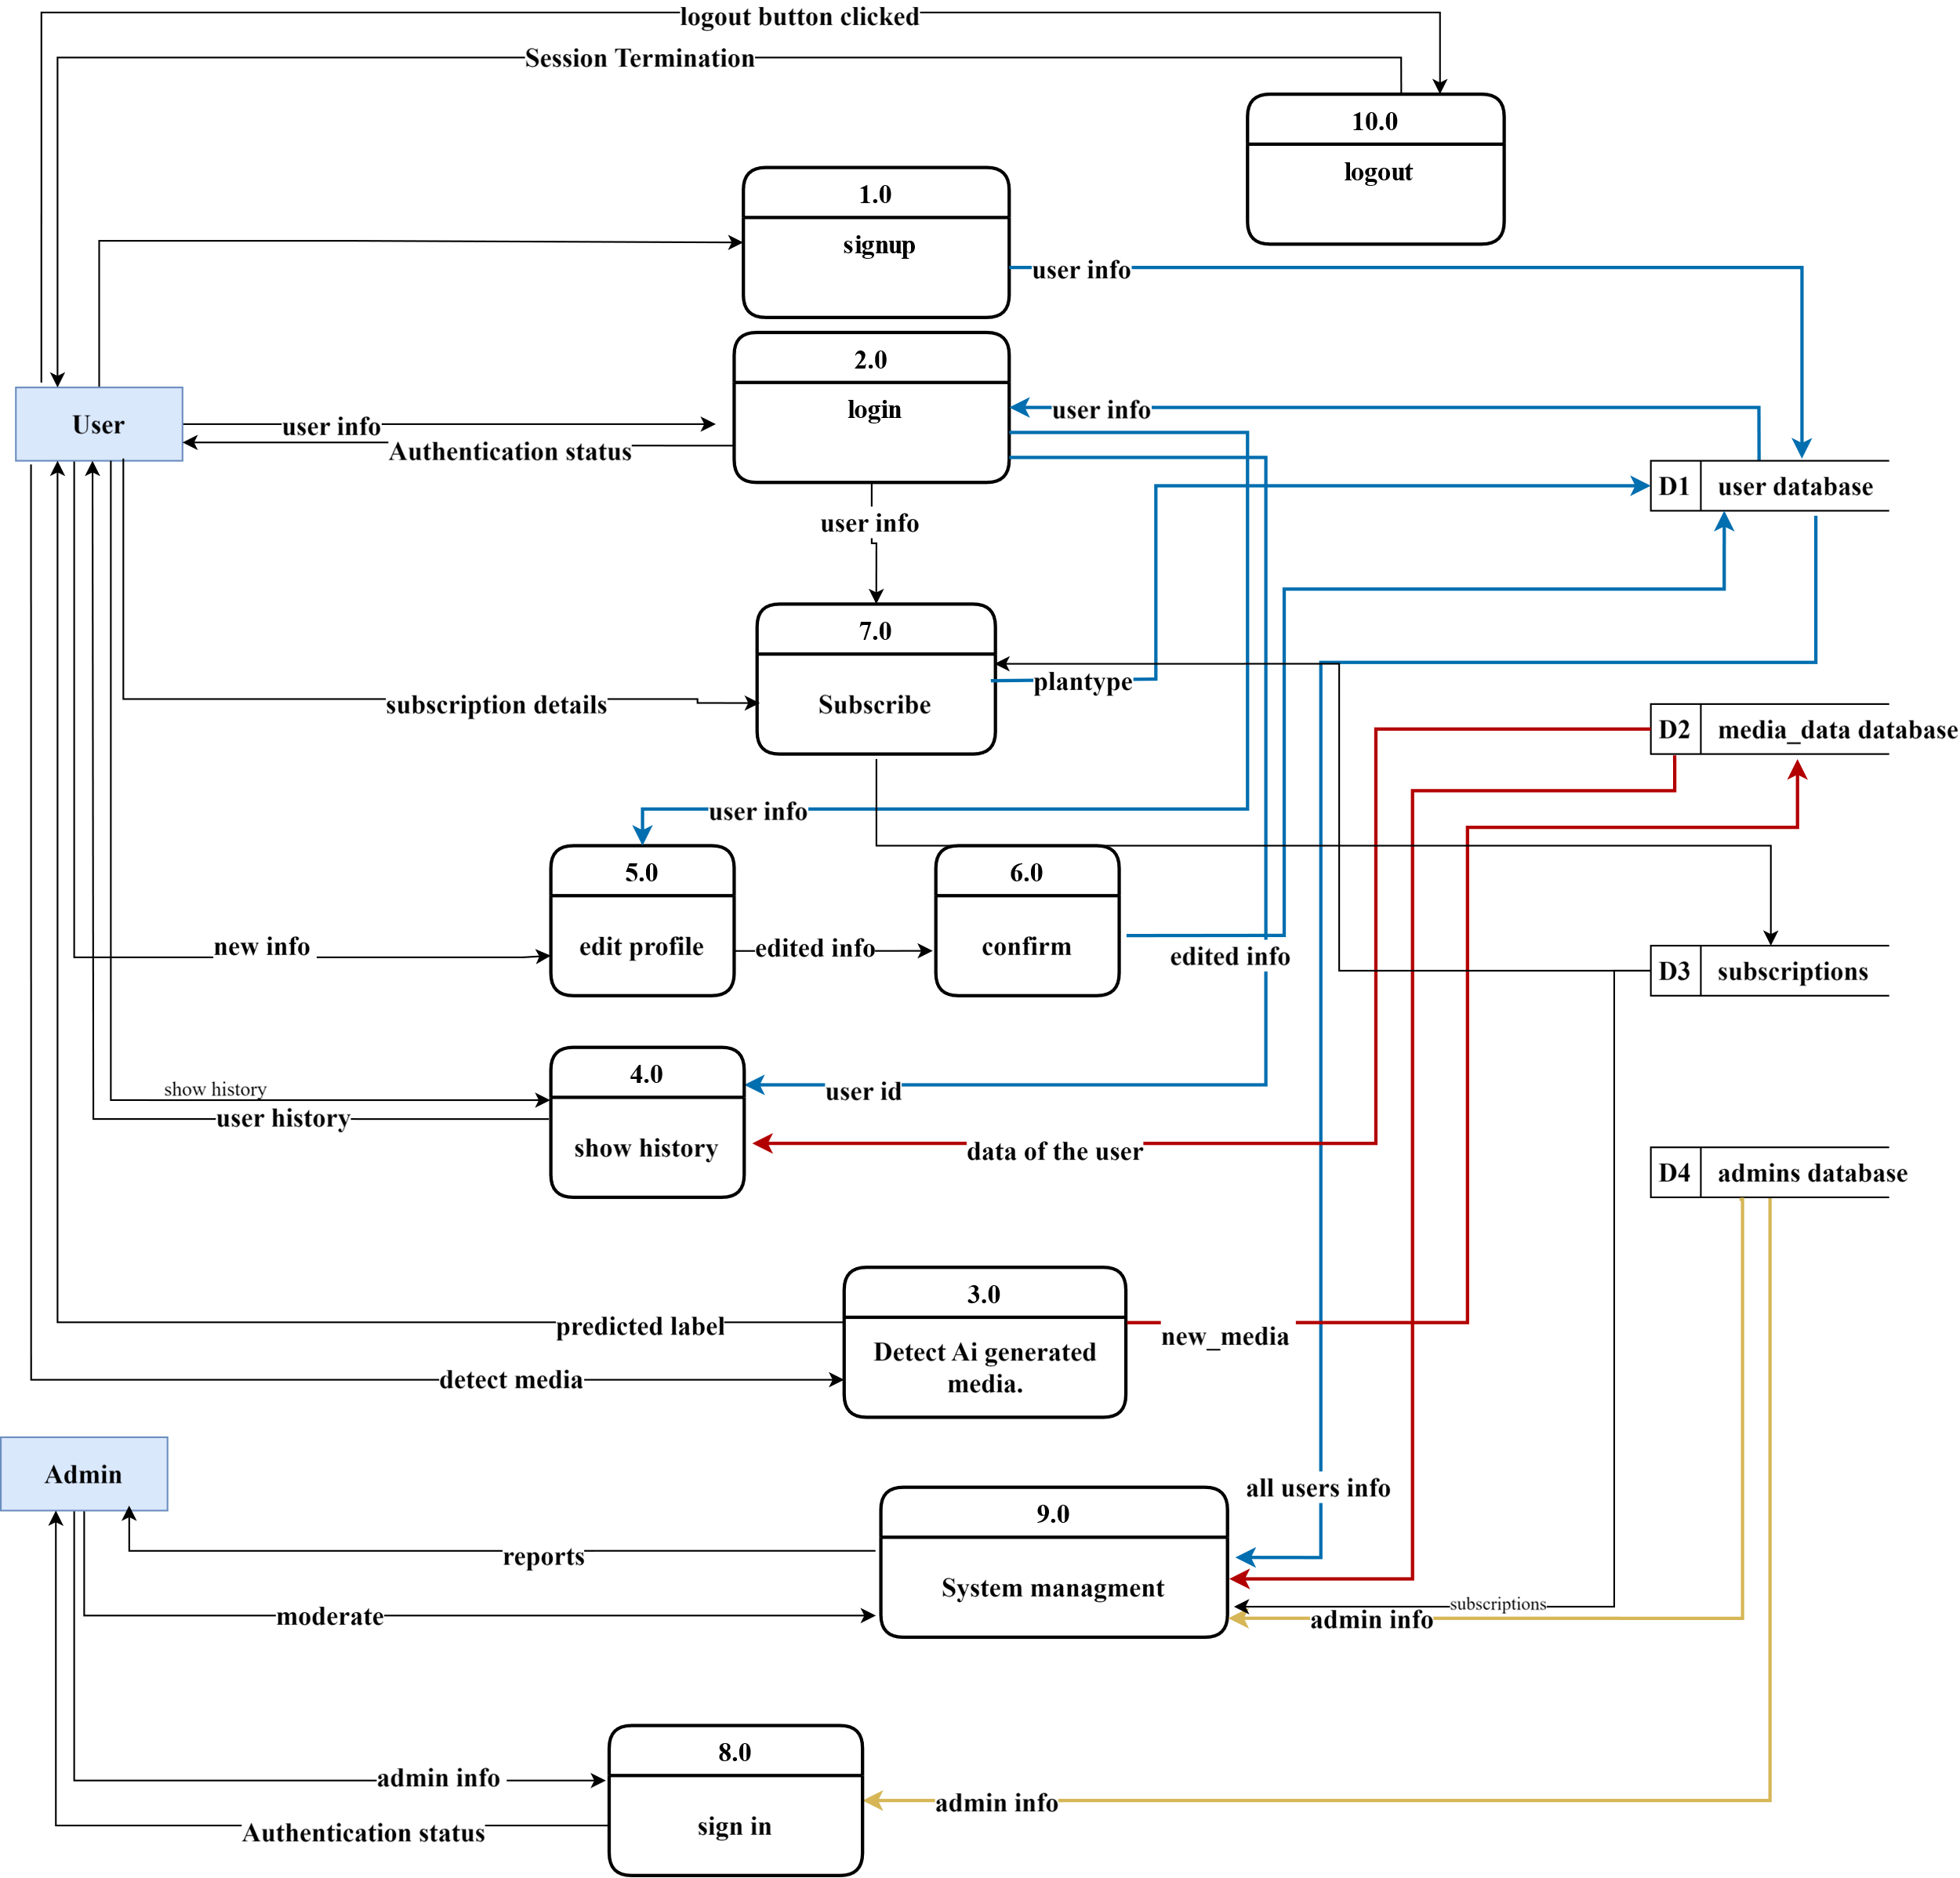 logout button clicked
Session Termination
10.0
logout
1.0
signup
user info
2.0
login
User
user info
Authentication status
user info
user info
D1
user database
7.0
Subscribe
plantype
subscription details
D2
media_data database
user info
5.0
edit profile
6.0
confirm
new info
edited info
edited info
D3
subscriptions
4.0
show history
show history
user history
user id
data of the user
D4
admins database
3.0
Detect Ai generated
media.
predicted label
new_media
detect media
Admin
all users info
9.0
System managment
reports
moderate
subscriptions
admin info
8.0
sign in
admin info
admin info
Authentication status